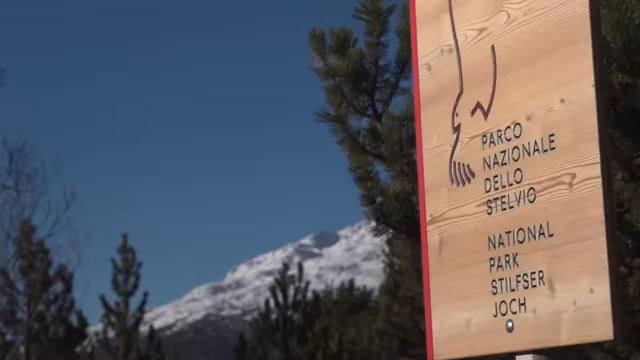 PARCO
NAZIONALE
DELLO
STELVIO
NATIONAL
PARK
STILFSER
JOCH